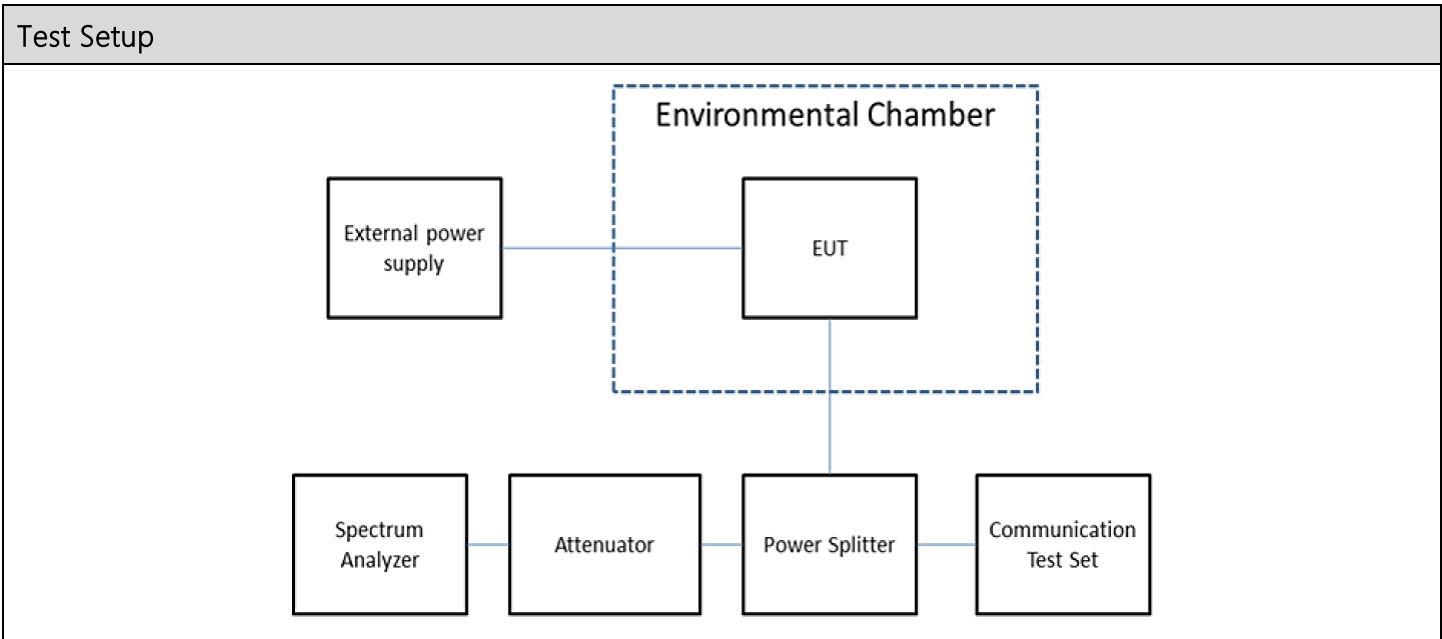 Test Setup
Environmental Chamber
External power
supply
EUT
Spectrum
Analyzer
Attenuator
Power Splitter
Communication
Test Set